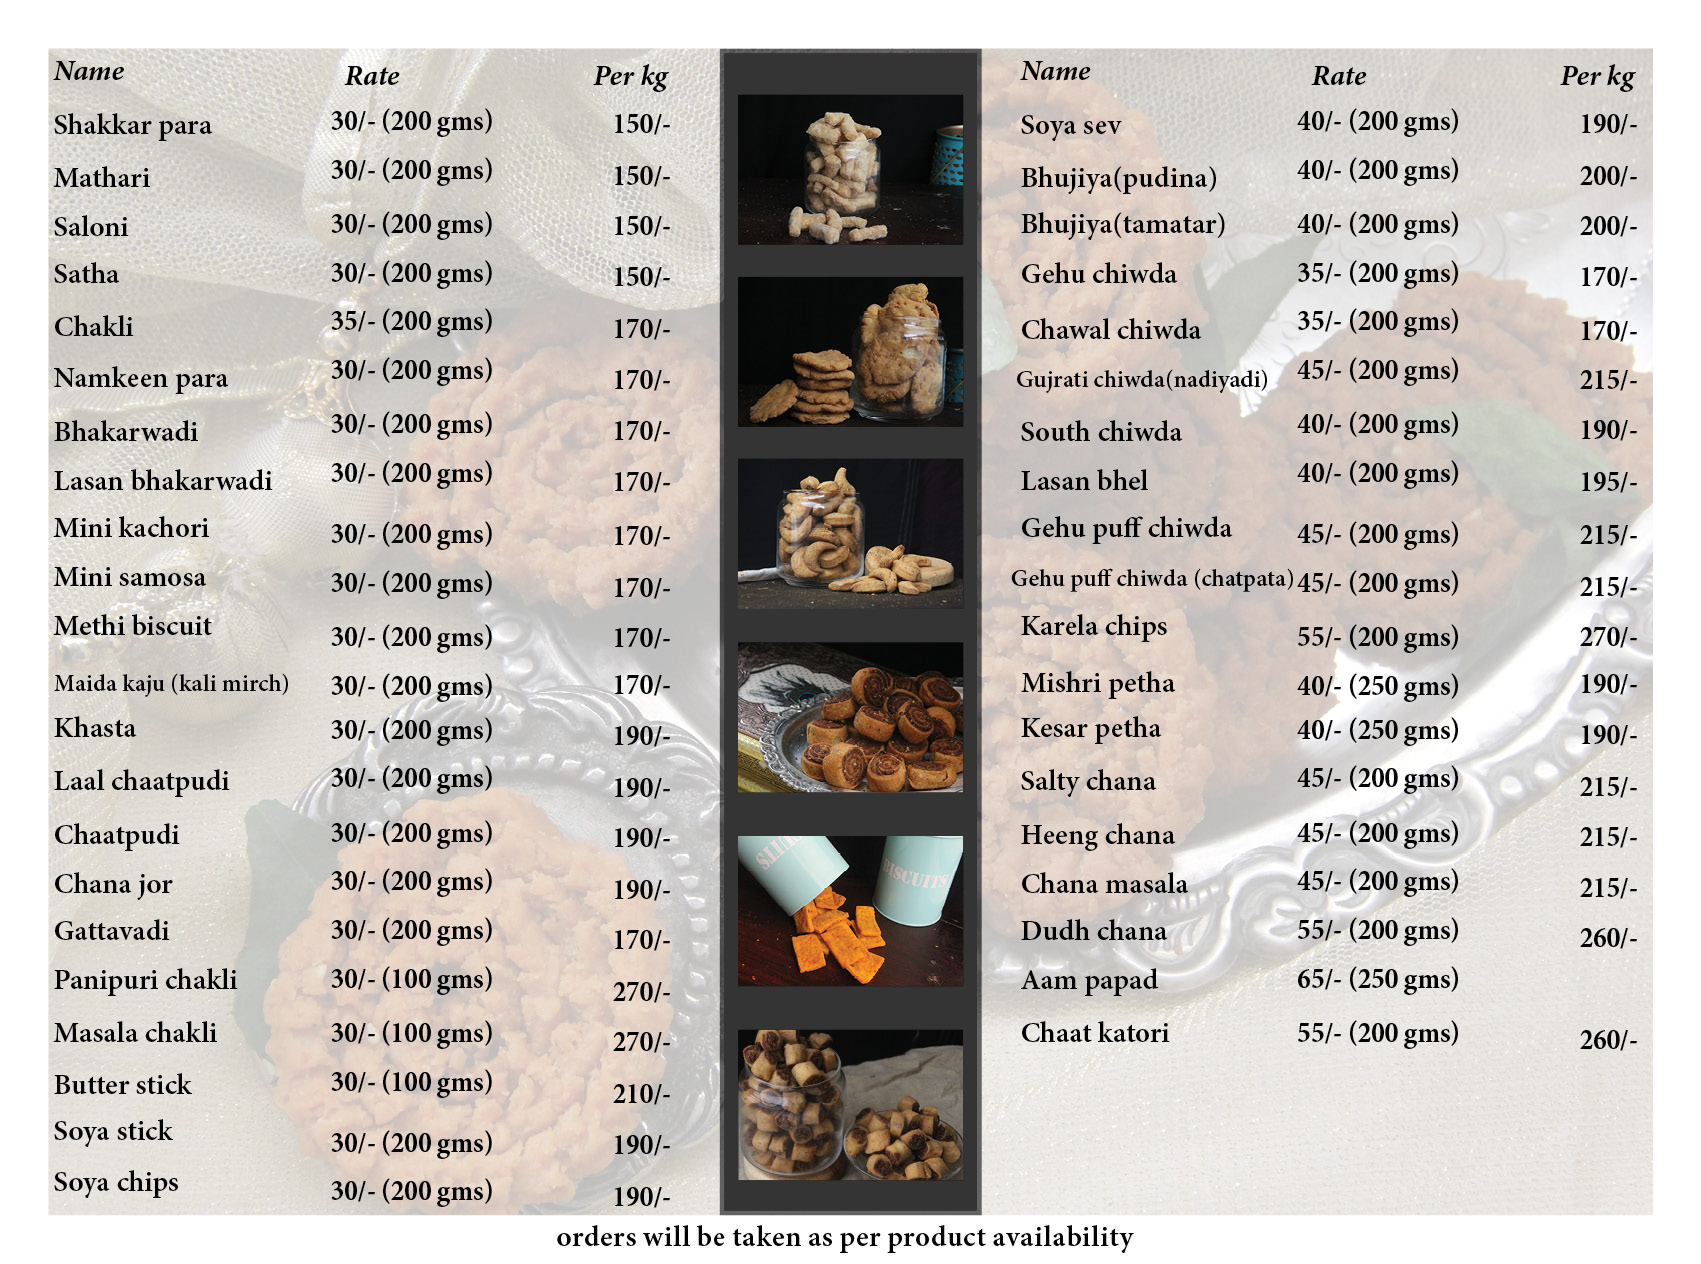 Name Rate Per kg
Shakkar para 30/- (200 gms) 150/-
Mathari 30/- (200 gms) 150/-
Saloni 30/- (200 gms) 150/-
Satha 30/- (200 gms) 150/-
Chakli 35/- (200 gms) 170/-
Namkeen para 30/- (200 gms) 170/-
Bhakarwadi 30/- (200 gms) 170/-
Lasan bhakarwadi 30/- (200 gms) 170/-
Mini kachori 30/- (200 gms) 170/-
Mini samosa 30/- (200 gms) 170/-
Methi biscuit 30/- (200 gms) 170/-
Maida kaju (kali mirch) 30/- (200 gms) 170/-
Khasta 30/- (200 gms) 190/-
Laal chaatpudi 30/- (200 gms) 190/-
Chaatpudi 30/- (200 gms) 190/-
Chana jor 30/- (200 gms) 190/-
Gattavadi 30/- (200 gms) 170/-
Panipuri chakli 30/- (100 gms) 270/-
Masala chakli 30/- (100 gms) 270/-
Butter stick 30/- (100 gms) 210/-
Soya stick 30/- (200 gms) 190/-
Soya chips 30/- (200 gms) 190/-
BISCUITS
Name Rate Per kg
Soya sev 40/- (200 gms) 190/-
Bhujiya(pudina) 40/- (200 gms) 200/-
Bhujiya(tamatar) 40/- (200 gms) 200/-
Gehu chiwda 35/- (200 gms) 170/-
Chawal chiwda 35/- (200 gms) 170/-
Gujrati chiwda(nadiyadi) 45/- (200 gms) 215/-
South chiwda 40/- (200 gms) 190/-
Lasan bhel 40/- (200 gms) 195/-
Gehu puff chiwda 45/- (200 gms) 215/-
Gehu puff chiwda (chatpata) 45/- (200 gms) 215/-
Karela chips 55/- (200 gms) 270/-
Mishri petha 40/- (250 gms) 190/-
Kesar petha 40/- (250 gms) 190/-
Salty chana 45/- (200 gms) 215/-
Heeng chana 45/- (200 gms) 215/-
Chana masala 45/- (200 gms) 215/-
Dudh chana 55/- (200 gms) 260/-
Aam papad 65/- (250 gms)
Chaat katori 55/- (200 gms) 260/-
orders will be taken as per product availability